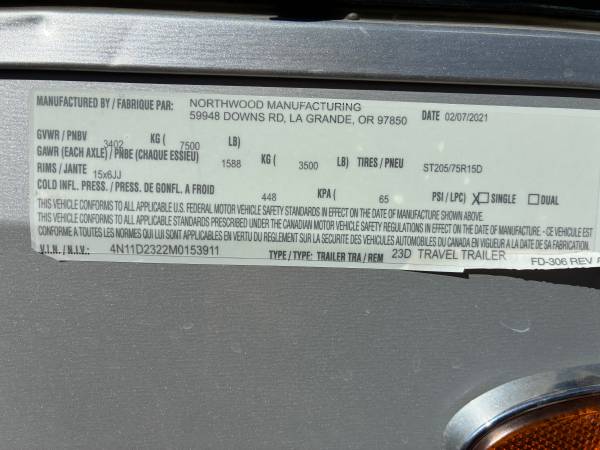 MANUFACTURED BY / FABRIQUE PAR: NORTHWOOD MANUFACTURING
59948 DOWNS RD, LA GRANDE, OR 97850 DATE 02/07/2021
GVWR / PNBV 3402 KG ( 7500 LB)
GAWR (EACH AXLE) / PNBE (CHAQUE ESSIEU) 1588 KG ( 3500 LB) TIRES / PNEU ST205/75R15D
RIMS / JANTE 15x6JJ
COLD INFL. PRESS. / PRESS. DE GONFL. A FROID 448 KPA ( 65 PSI / LPC) X SINGLE DUAL
THIS VEHICLE CONFORMS TO ALL APPLICABLE U.S. FEDERAL MOTOR VEHICLE SAFETY STANDARDS IN EFFECT ON THE DATE OF MANUFACTURE
THIS VEHICLE CONFORMS TO ALL APPLICABLE STANDARDS PRESCRIBED UNDER THE CANADIAN MOTOR VEHICLE SAFETY REGULATIONS IN EFFECT ON THE DATE OF MANUFACTURE - CE VEHICULE EST
CONFORME A TOUTES LES NORMES QUI LUI SONT APPLICABLES EN VERTU DU REGLEMENT SUR LA SECURITE DES VEHICULES AUTOMOBILES DU CANADA EN VIGUEUR A LA DATE DE SA FABRICATION
V.I.N. / N.I.V.: 4N11D2322M0153911 TYPE / TYPE: TRAILER TRA / REM 23D TRAVEL TRAILER
FD-306 REV